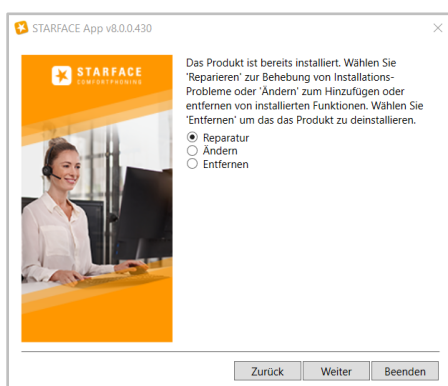 STARFACE App v8.0.0.430
STARFACE
COMFORTPHONING
Das Produkt ist bereits installiert. Wählen Sie
'Reparieren' zur Behebung von Installations-
Probleme oder 'Ändern' zum Hinzufügen oder
entfernen von installierten Funktionen. Wählen Sie
'Entfernen' um das das Produkt zu deinstallieren.
Reparatur
Ändern
Entfernen
Zurück Weiter Beenden